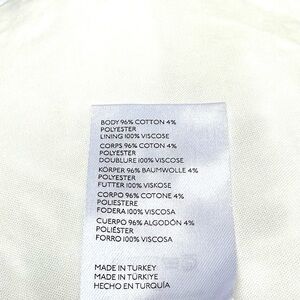 BODY 96% COTTON 4%
POLYESTER
LINING 100% VISCOSE
CORPS 96% COTON 4%
POLYESTER
DOUBLURE 100% VISCOSE
KÖRPER 96% BAUMWOLLE 4%
POLYESTER
FUTTER 100% VISKOSE
CORPO 96% COTONE 4%
POLIESTERE
FODERA 100% VISCOSA
CUERPO 96% ALGODÓN 4%
POLIÉSTER
FORRO 100% VISCOSA
MADE IN TURKEY
MADE IN TÜRKIYE
HECHO EN TURQUÍA